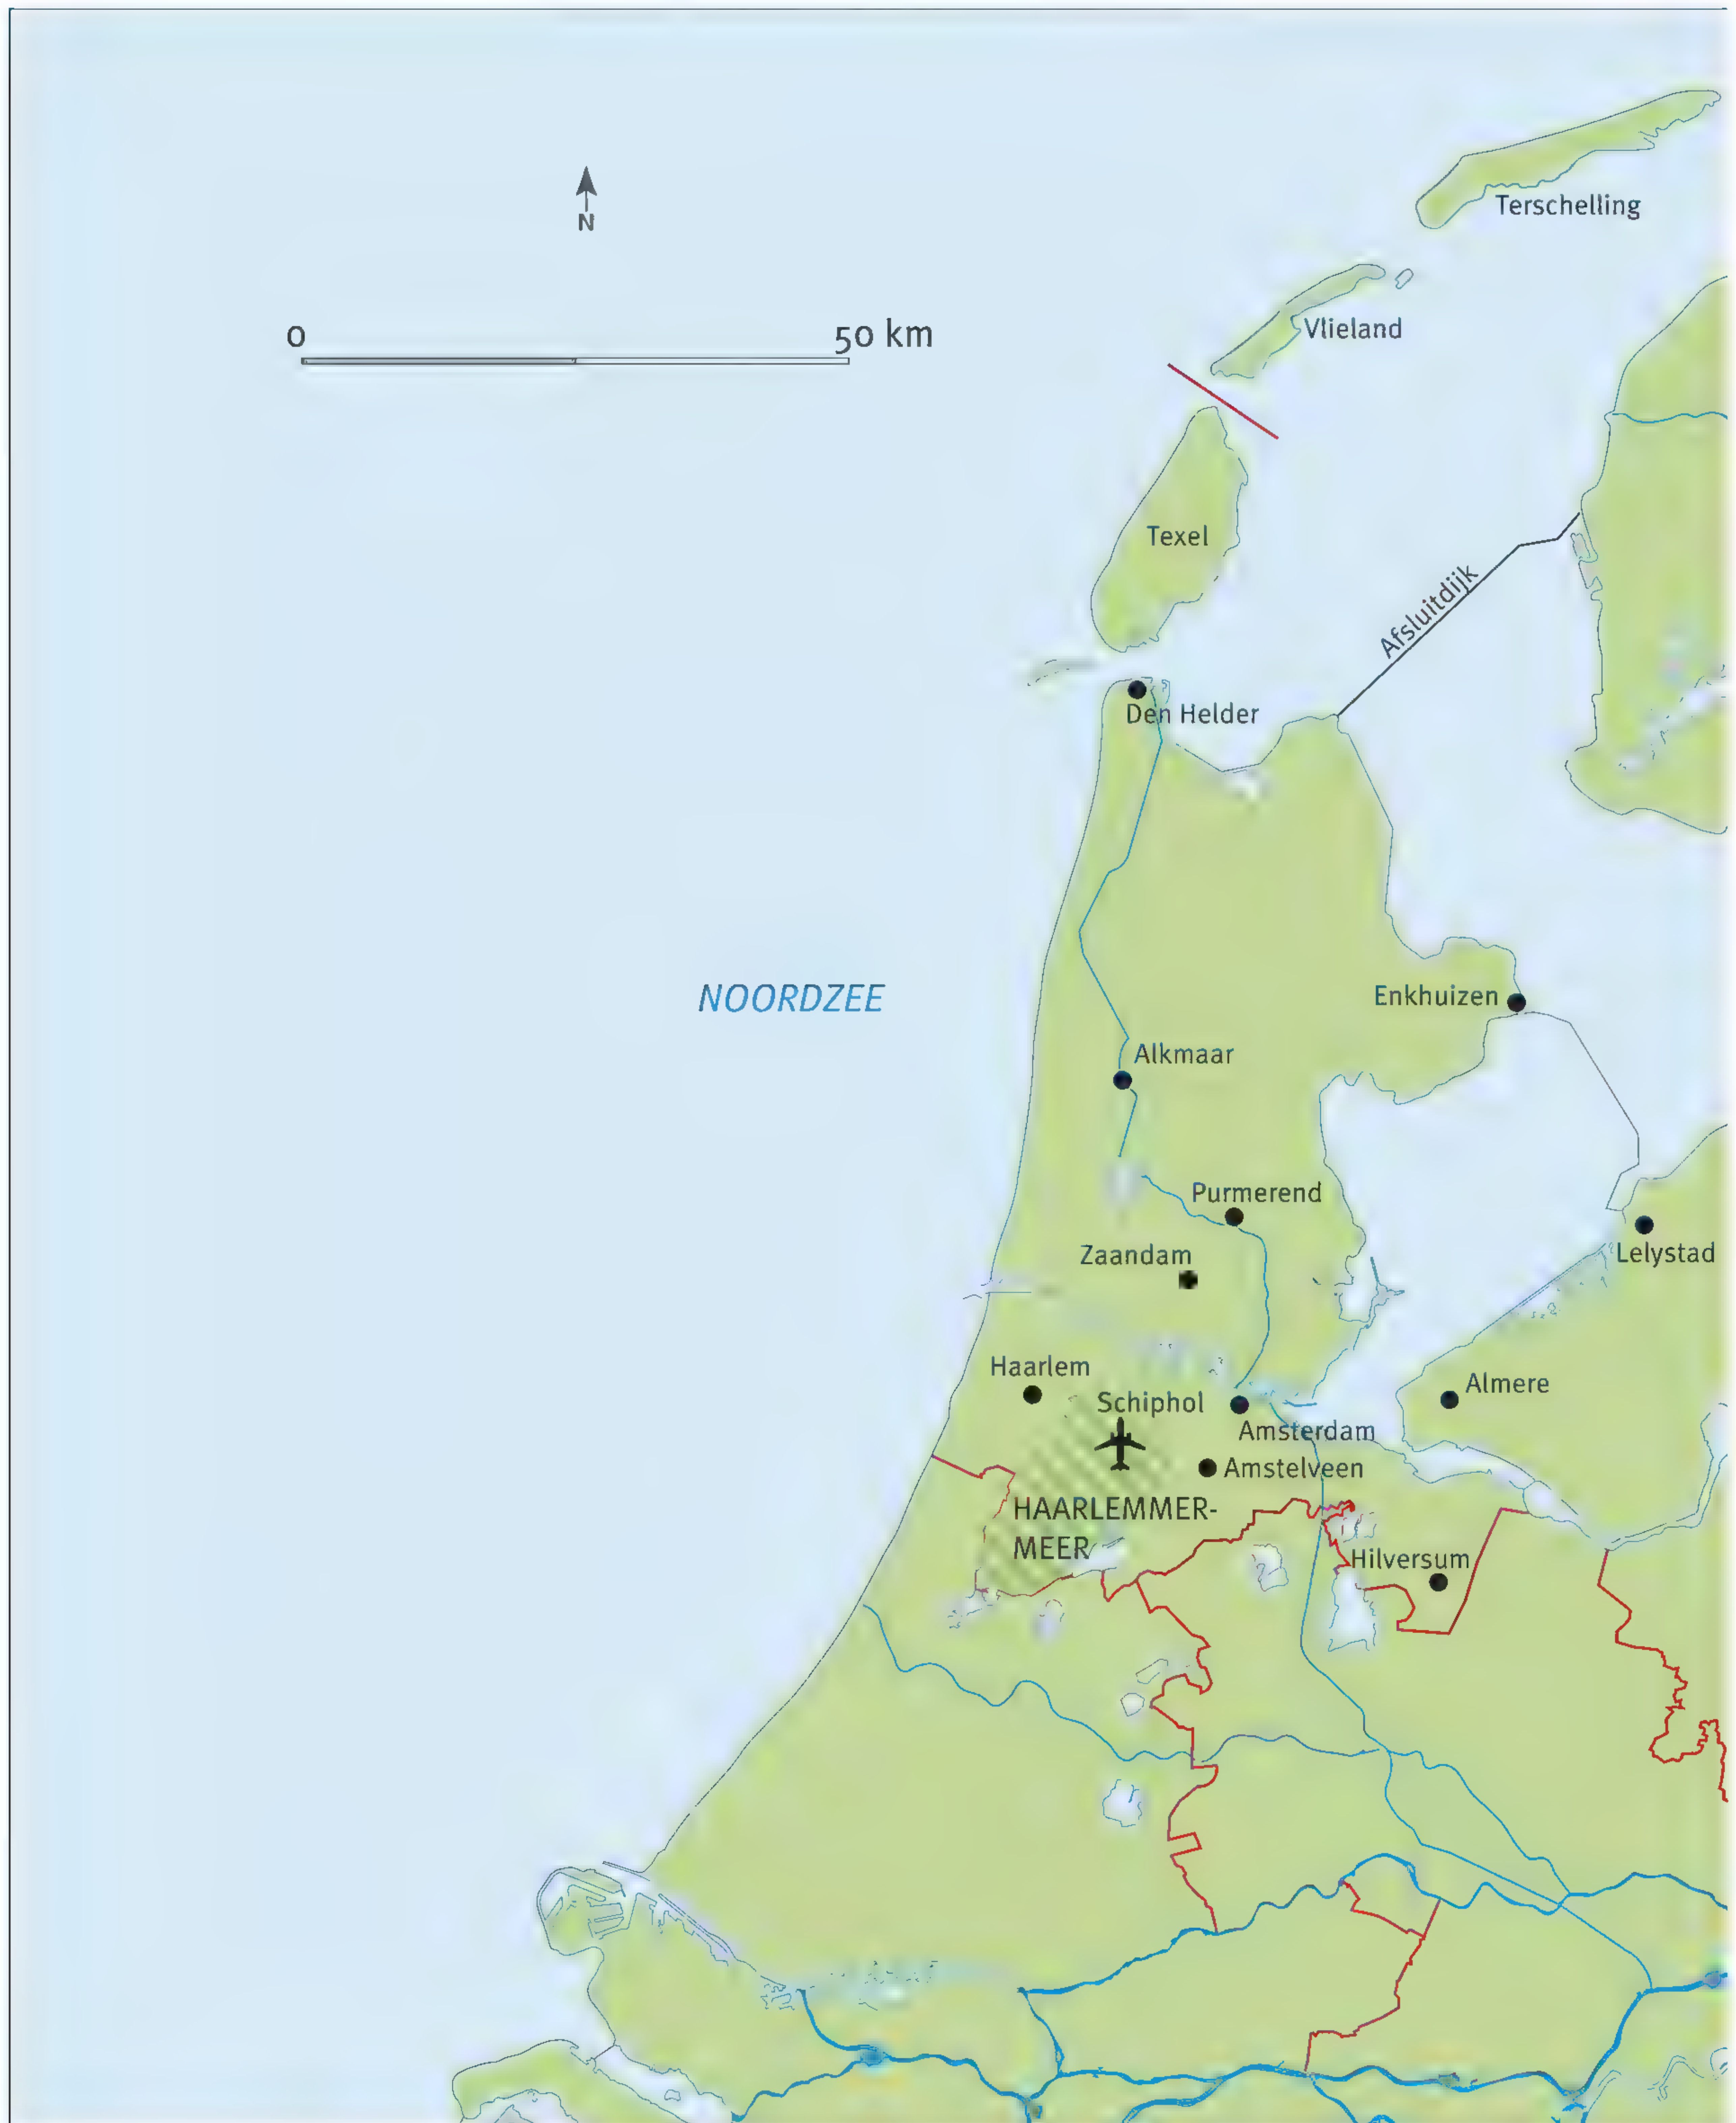 Terschelling
N
Vlieland
0 50 km
Texel
Afsluitdijk
Den Helder
NOORDZEE
Enkhuizen
Alkmaar
Purmerend
Zaandam
Lelystad
Haarlem
Almere
Schiphol
Amsterdam
Amstelveen
HAARLEMMER-
MEER
Hilversum